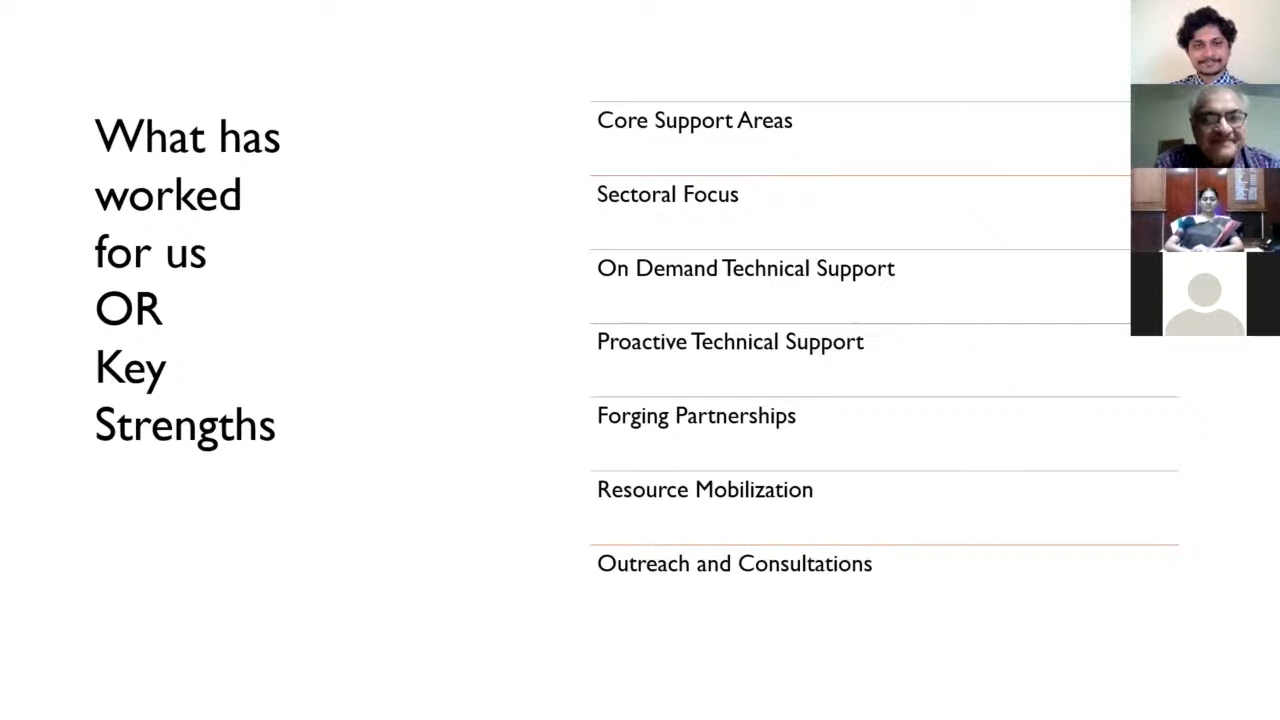 What has
worked
for us
OR
Key
Strengths
Core Support Areas
Sectoral Focus
On Demand Technical Support
Proactive Technical Support
Forging Partnerships
Resource Mobilization
Outreach and Consultations